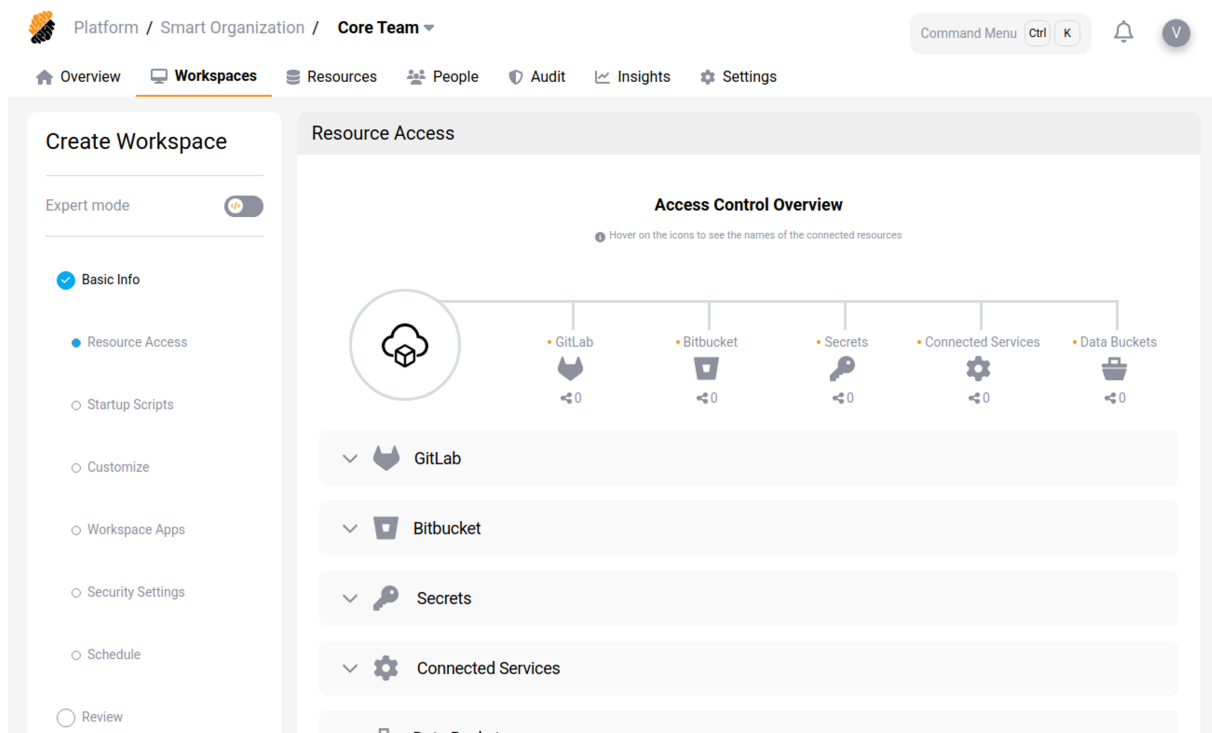 Platform / Smart Organization / Core Team
Command Menu Ctrl K
V
Overview Workspaces Resources People Audit Insights Settings
Create Workspace
Expert mode
Basic Info
Resource Access
Startup Scripts
Customize
Workspace Apps
Security Settings
Schedule
Review
Resource Access
Access Control Overview
Hover on the icons to see the names of the connected resources
GitLab Bitbucket Secrets Connected Services Data Buckets
0 0 0 0 0
GitLab
Bitbucket
Secrets
Connected Services